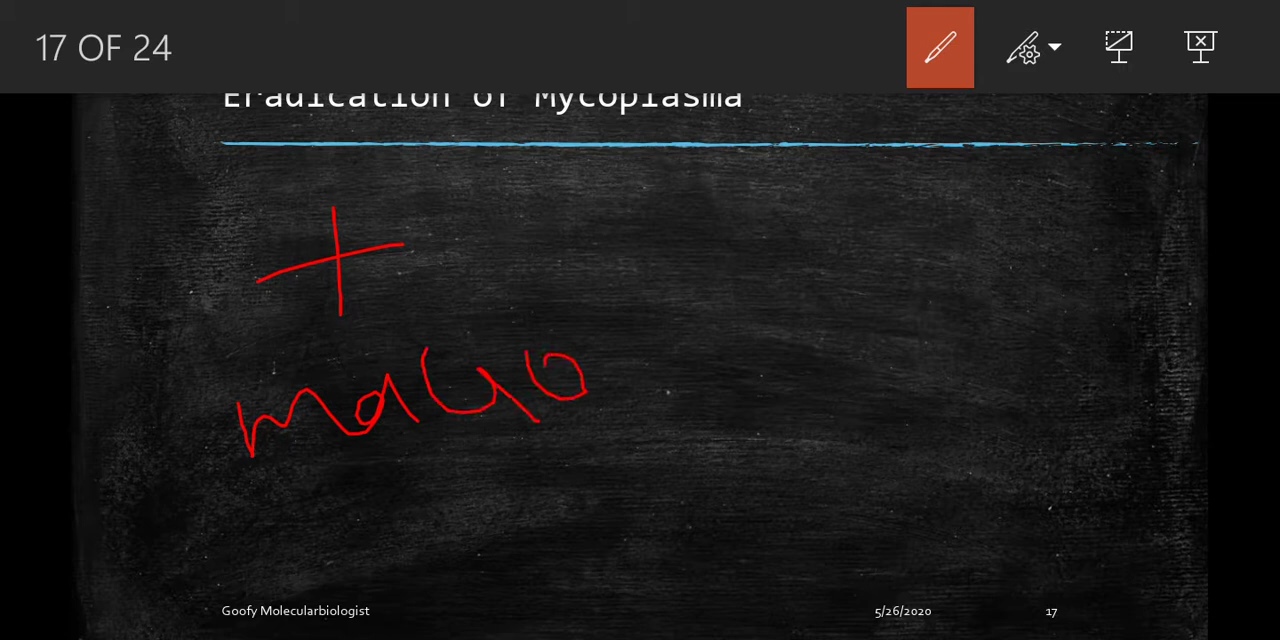 17 OF 24
Eradication of Mycoplasma
+
Goofy Molecularbiologist
5/26/2020
17